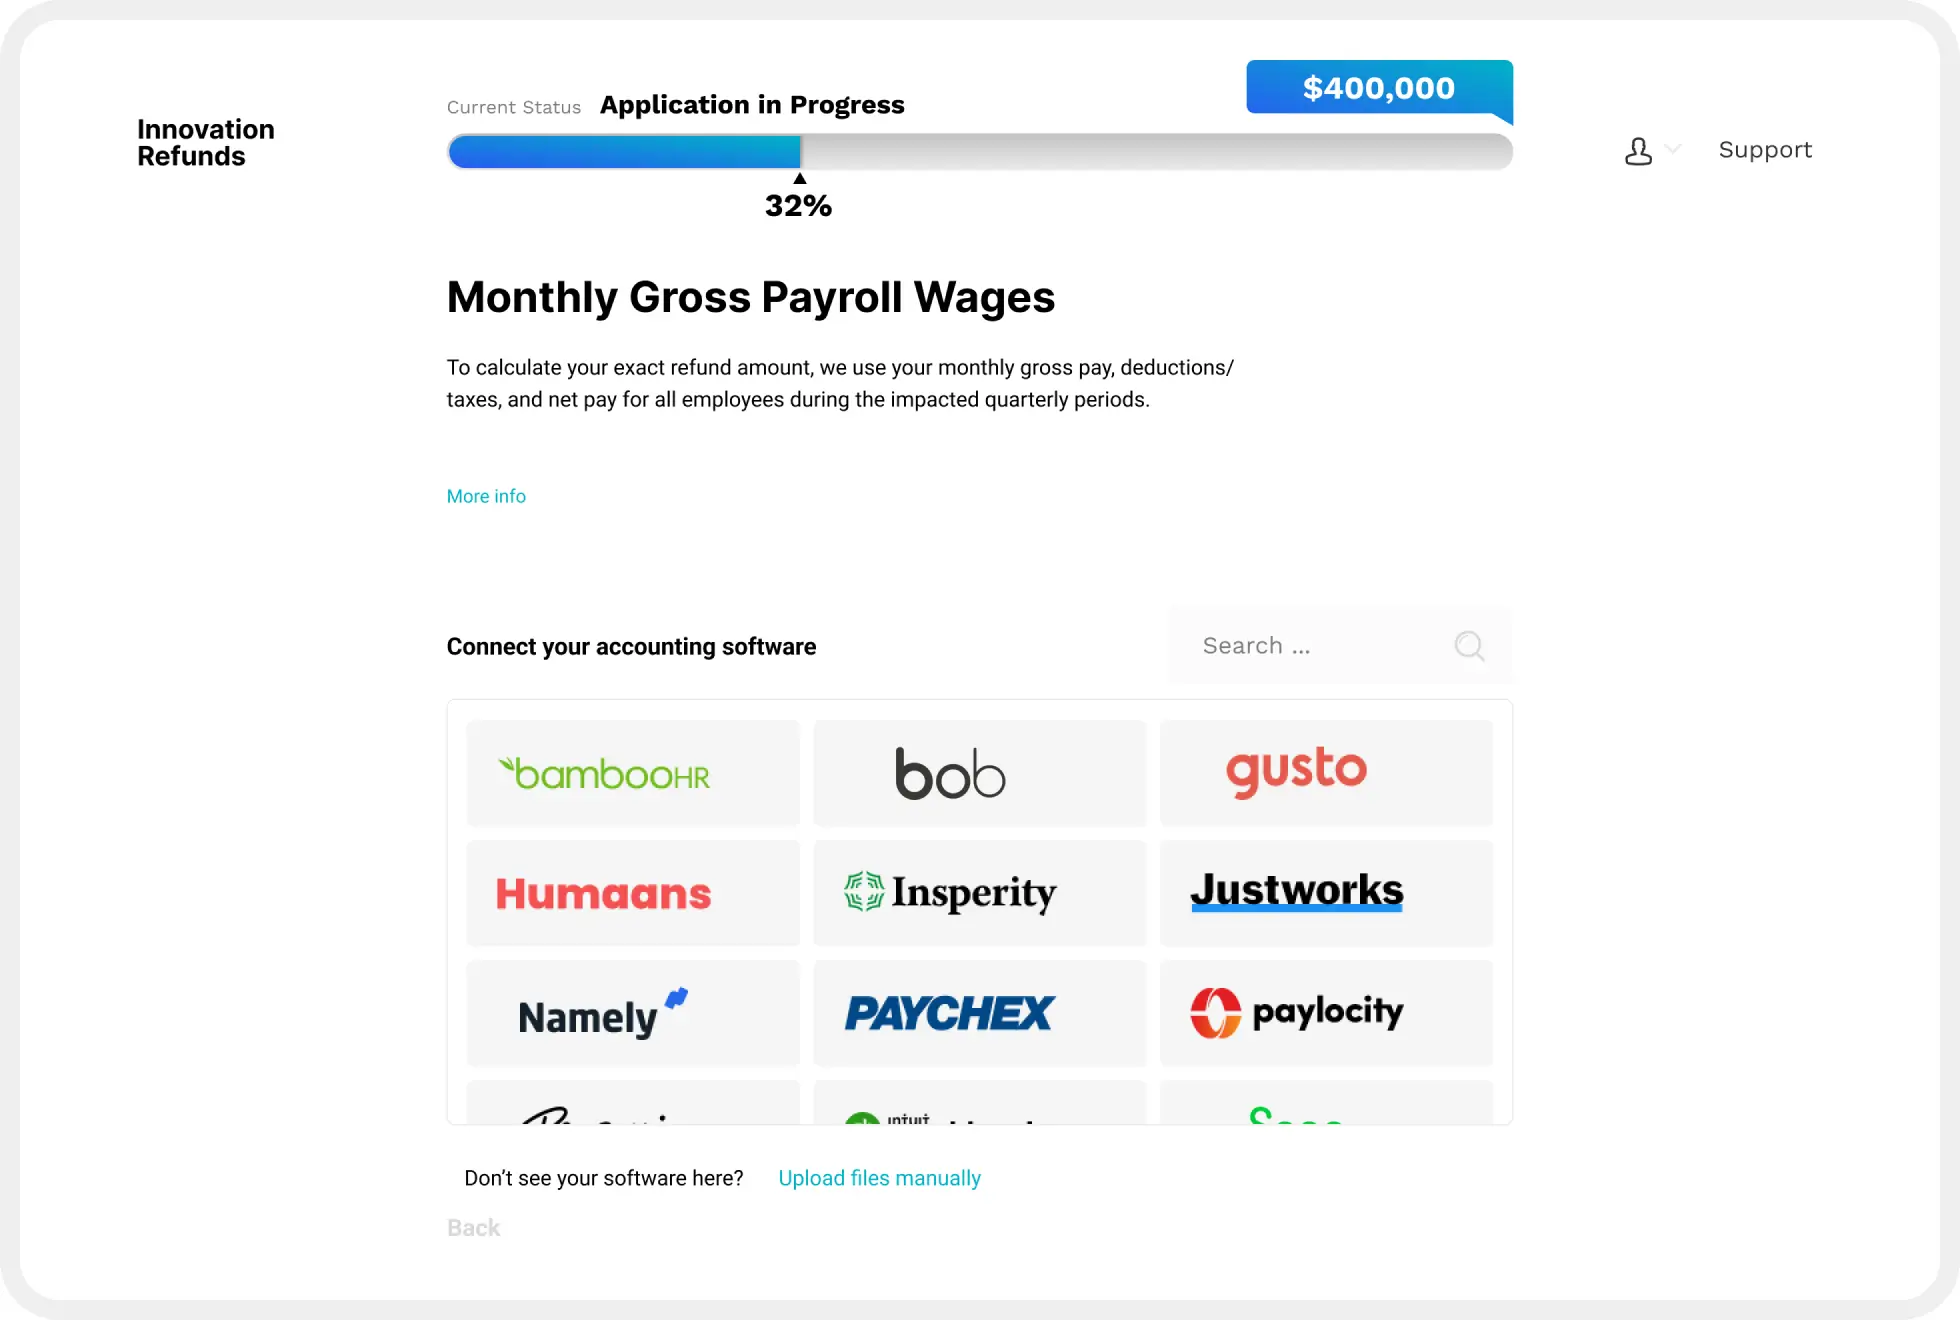 Innovation
Refunds
Current Status Application in Progress
$400,000
32%
Support
Monthly Gross Payroll Wages
To calculate your exact refund amount, we use your monthly gross pay, deductions/
taxes, and net pay for all employees during the impacted quarterly periods.
More info
Connect your accounting software
Search ...
bambooHR
bob
gusto
Humaans
Insperity
Justworks
Namely
PAYCHEX
paylocity
INTUIT
Don’t see your software here? Upload files manually
Back